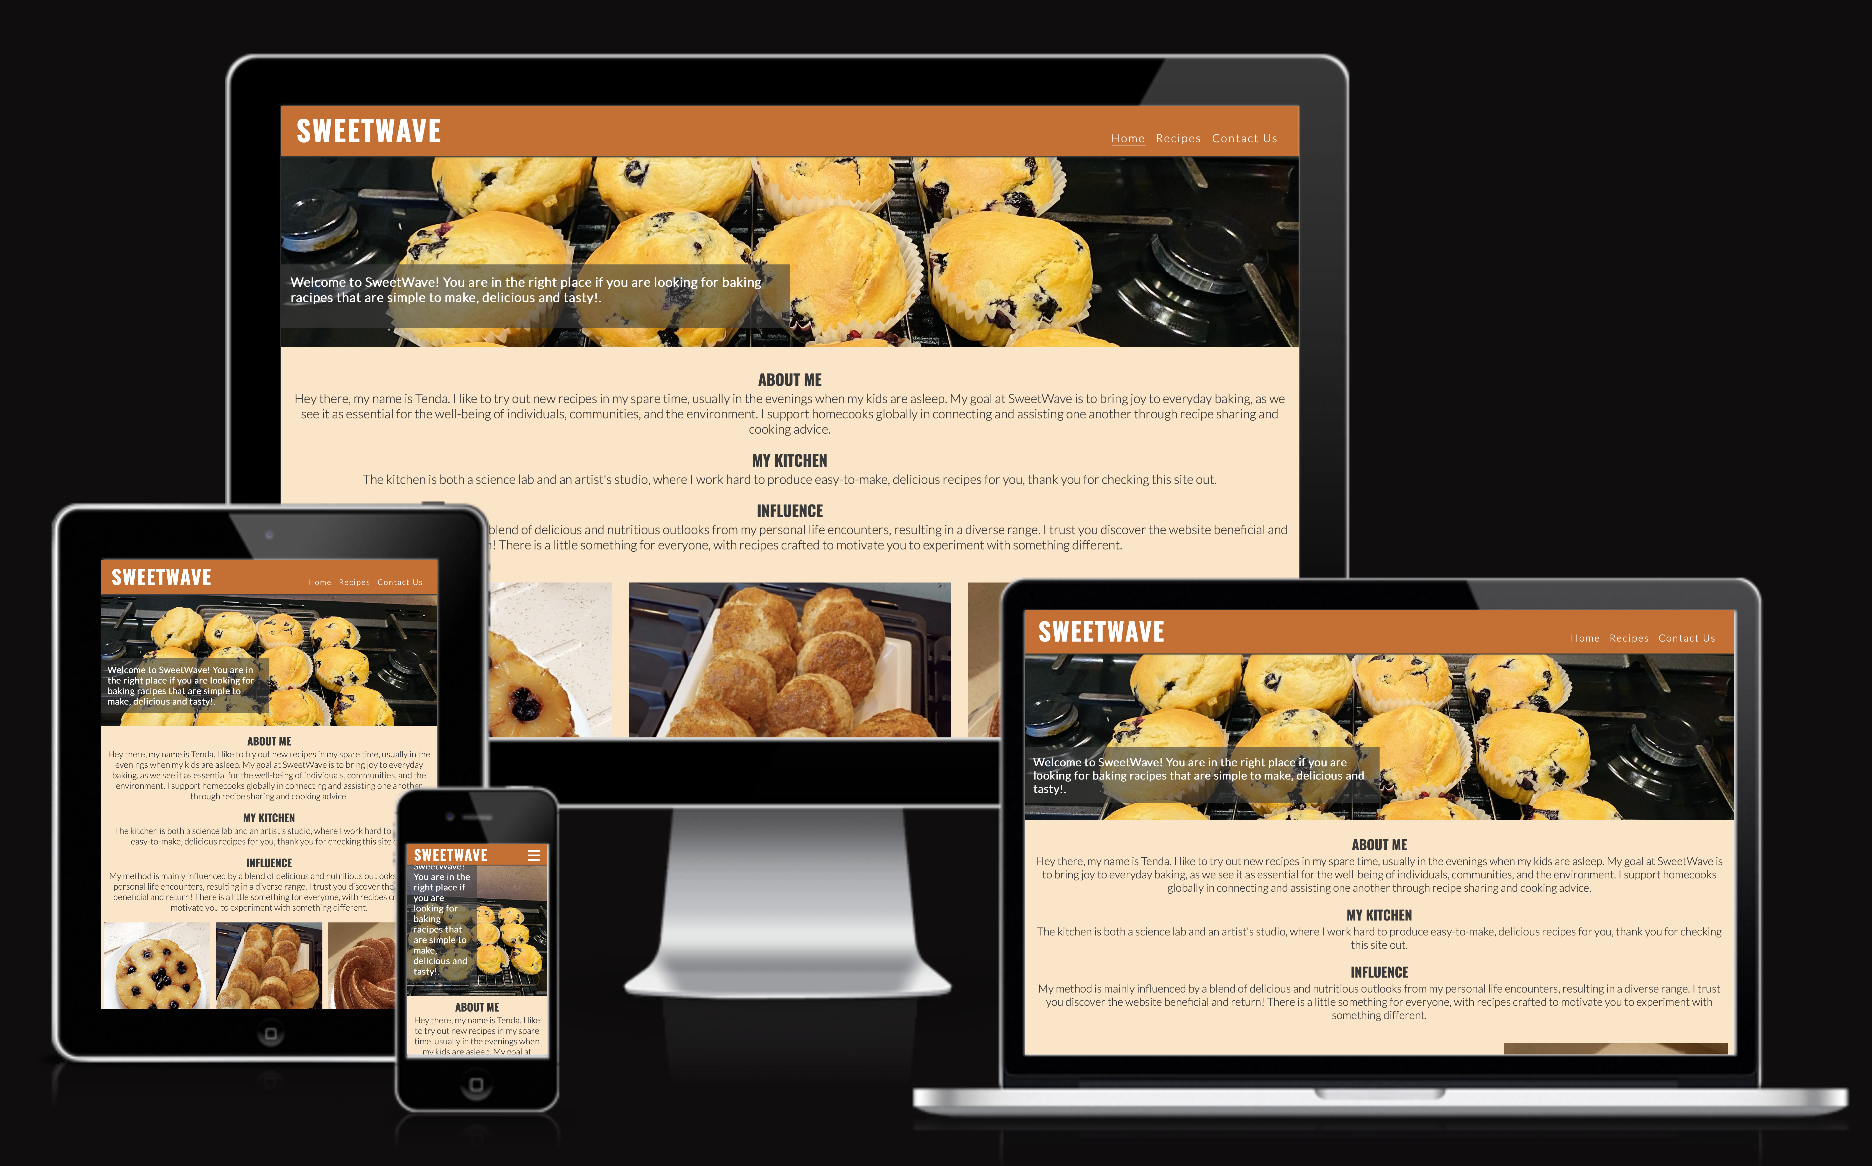 SWEETWAVE
Home Recipes Contact Us
Welcome to SweetWave! You are in the right place if you are looking for baking
racipes that are simple to make, delicious and tasty!.
ABOUT ME
Hey there, my name is Tenda. I like to try out new recipes in my spare time, usually in the evenings when my kids are asleep. My goal at SweetWave is to bring joy to everyday baking, as we
see it as essential for the well-being of individuals, communities, and the environment. I support homecooks globally in connecting and assisting one another through recipe sharing and
cooking advice.
MY KITCHEN
The kitchen is both a science lab and an artist's studio, where I work hard to produce easy-to-make, delicious recipes for you, thank you for checking this site out.
INFLUENCE
blend of delicious and nutritious outlooks from my personal life encounters, resulting in a diverse range. I trust you discover the website beneficial and
! There is a little something for everyone, with recipes crafted to motivate you to experiment with something different.
SWEETWAVE
Home Recipes Contact Us
Welcome to SweetWave! You are in
the right place if you are looking for
baking racipes that are simple to
make, delicious and tasty!.
ABOUT ME
Hey there, my name is Tenda. I like to try out new recipes in my spare time, usually in the
evenings when my kids are asleep. My goal at SweetWave is to bring joy to everyday
baking, as we see it as essential for the well-being of individuals, communities, and the
environment. I support homecooks globally in connecting and assisting one another
through recipe sharing and cooking advice.
MY KITCHEN
The kitchen is both a science lab and an artist's studio, where I work hard to
easy-to-make, delicious recipes for you, thank you for checking this site
INFLUENCE
My method is mainly influenced by a blend of delicious and nutritious outlooks
personal life encounters, resulting in a diverse range. I trust you discover the
beneficial and return! There is a little something for everyone, with recipes
motivate you to experiment with something different.
SWEETWAVE
SweetWave!
You are in the
right place if
you are
looking for
baking
racipes that
are simple to
make,
delicious and
tasty!.
ABOUT ME
Hey there, my name is Tenda. I like
to try out new recipes in my spare
time, usually in the evenings when
my kids are asleep. My goal at
SWEETWAVE
Home Recipes Contact Us
Welcome to SweetWave! You are in the right place if you are
looking for baking racipes that are simple to make, delicious and
tasty!.
ABOUT ME
Hey there, my name is Tenda. I like to try out new recipes in my spare time, usually in the evenings when my kids are asleep. My goal at SweetWave is
to bring joy to everyday baking, as we see it as essential for the well-being of individuals, communities, and the environment. I support homecooks
globally in connecting and assisting one another through recipe sharing and cooking advice.
MY KITCHEN
The kitchen is both a science lab and an artist's studio, where I work hard to produce easy-to-make, delicious recipes for you, thank you for checking
this site out.
INFLUENCE
My method is mainly influenced by a blend of delicious and nutritious outlooks from my personal life encounters, resulting in a diverse range. I trust
you discover the website beneficial and return! There is a little something for everyone, with recipes crafted to motivate you to experiment with
something different.